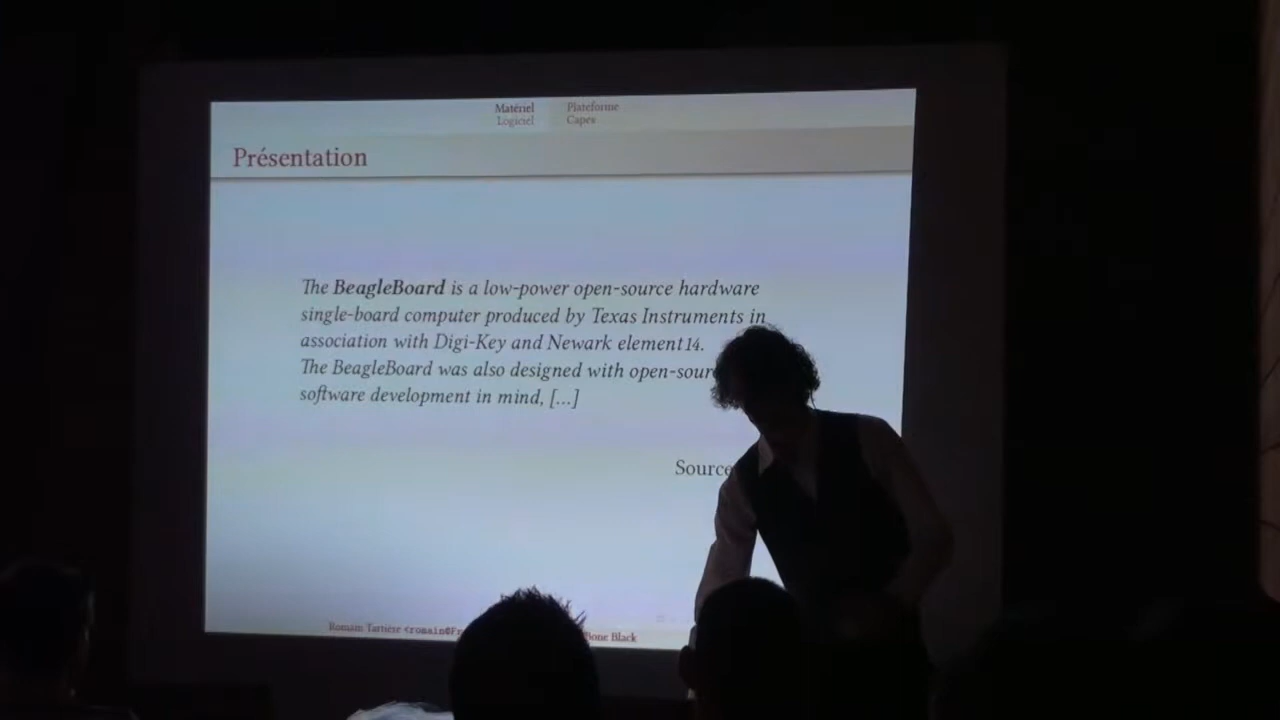 Matériel Plateforme
Logiciel Capes
Présentation
The BeagleBoard is a low-power open-source hardware
single-board computer produced by Texas Instruments in
association with Digi-Key and Newark element14.
The BeagleBoard was also designed with open-sour
software development in mind, [...]
Source
Romain Tartière <romain@Fr Bone Black